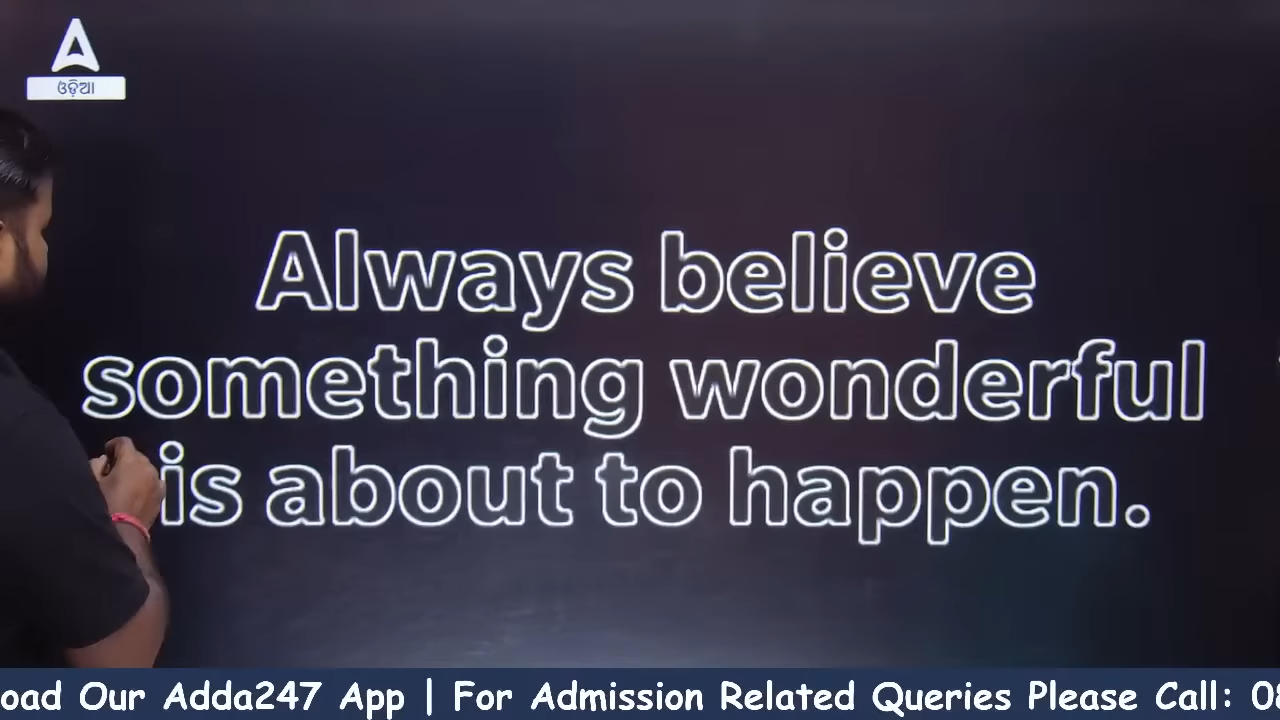 ଓଡ଼ିଆ
Always believe
something wonderful
is about to happen.
oad Our Adda247 App | For Admission Related Queries Please Call: 0